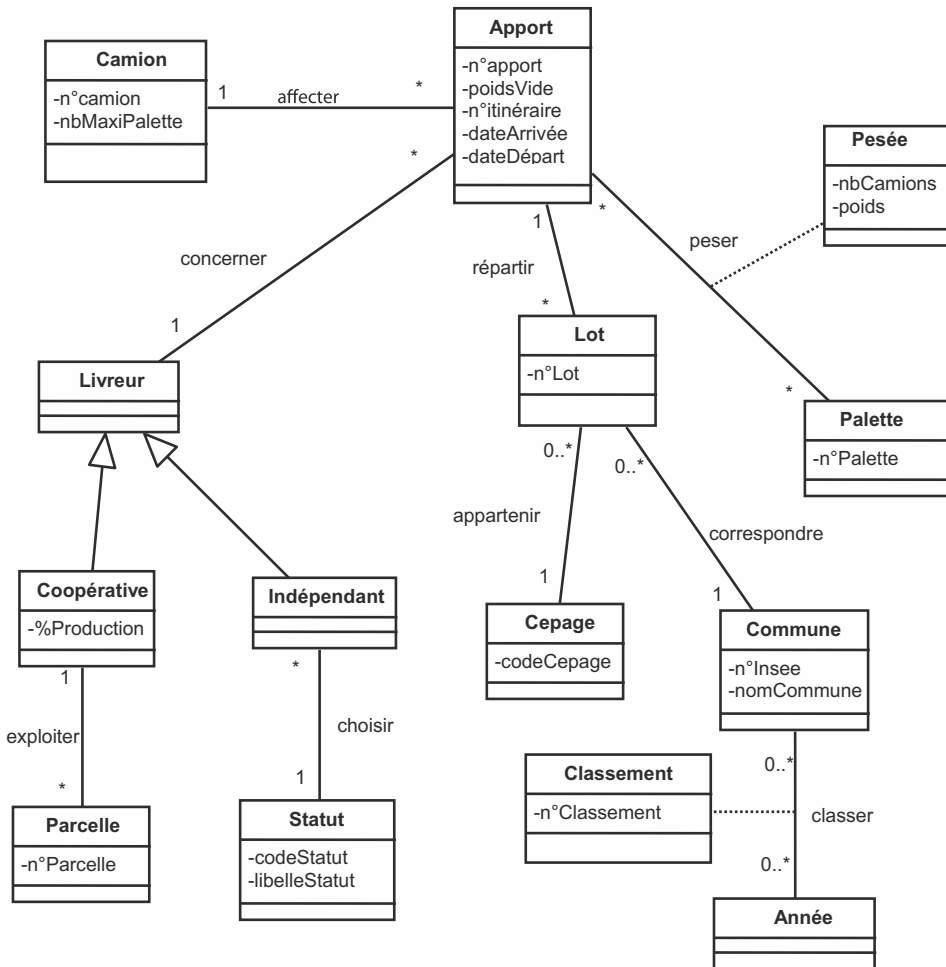 Apport
-n°apport
-poidsVide
-n°itinéraire
-dateArrivée
-dateDépart
Camion
-n°camion
-nbMaxiPalette
1
affecter
*
*
Pesée
-nbCamions
-poids
1
*
peser
concerner
répartir
*
1
Lot
-n°Lot
Livreur
*
Palette
-n°Palette
0..*
0..*
appartenir
correspondre
Coopérative
-%Production
Indépendant
1
1
Cepage
-codeCepage
Commune
-n°Insee
-nomCommune
1
*
exploiter
choisir
0..*
Classement
-n°Classement
classer
*
1
Parcelle
-n°Parcelle
Statut
-codeStatut
-libelleStatut
0..*
Année